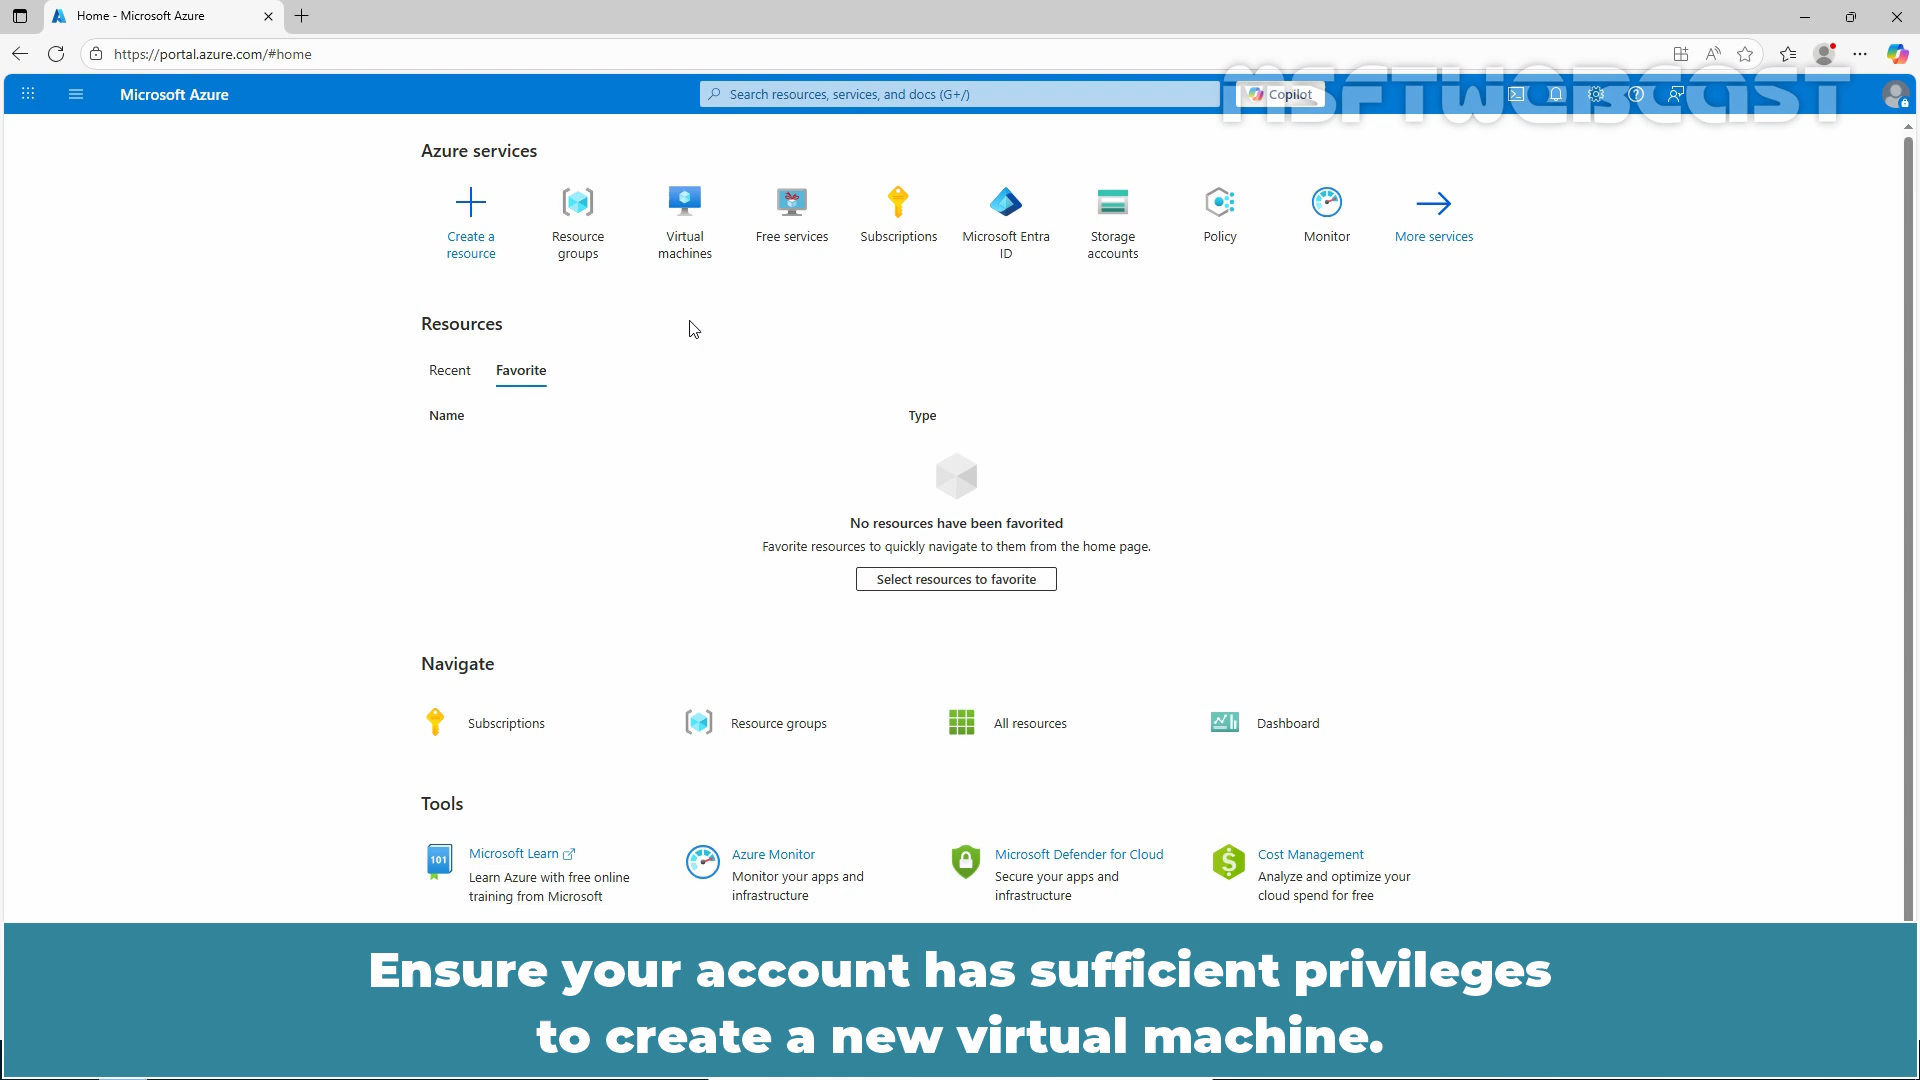 Home - Microsoft Azure
https://portal.azure.com/#home
Microsoft Azure
Search resources, services, and docs (G+/)
Copilot
MSFTWEBCAST
Azure services
Create a
resource
Resource
groups
Virtual
machines
Free services
Subscriptions
Microsoft Entra
ID
Storage
accounts
Policy
Monitor
More services
Resources
Recent
Favorite
Name
Type
No resources have been favorited
Favorite resources to quickly navigate to them from the home page.
Select resources to favorite
Navigate
Subscriptions
Resource groups
All resources
Dashboard
Tools
101
Microsoft Learn
Learn Azure with free online
training from Microsoft
Azure Monitor
Monitor your apps and
infrastructure
Microsoft Defender for Cloud
Secure your apps and
infrastructure
Cost Management
Analyze and optimize your
cloud spend for free
Ensure your account has sufficient privileges
to create a new virtual machine.